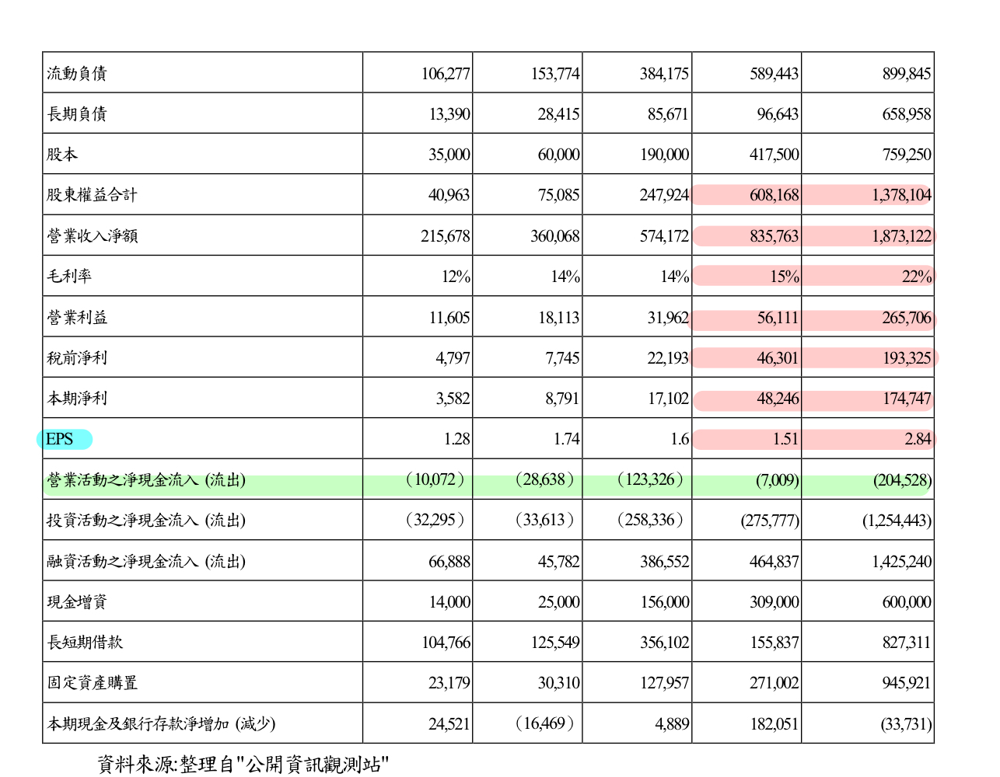 流動負債 106,277 153,774 384,175 589,443 899,845
長期負債 13,390 28,415 85,671 96,643 658,958
股本 35,000 60,000 190,000 417,500 759,250
股東權益合計 40,963 75,085 247,924 608,168 1,378,104
營業收入淨額 215,678 360,068 574,172 835,763 1,873,122
毛利率 12% 14% 14% 15% 22%
營業利益 11,605 18,113 31,962 56,111 265,706
稅前淨利 4,797 7,745 22,193 46,301 193,325
本期淨利 3,582 8,791 17,102 48,246 174,747
EPS 1.28 1.74 1.6 1.51 2.84
營業活動之淨現金流入 (流出) （10,072） （28,638） （123,326） (7,009) (204,528)
投資活動之淨現金流入 (流出) （32,295） （33,613） （258,336） (275,777) (1,254,443)
融資活動之淨現金流入 (流出) 66,888 45,782 386,552 464,837 1,425,240
現金增資 14,000 25,000 156,000 309,000 600,000
長短期借款 104,766 125,549 356,102 155,837 827,311
固定資產購置 23,179 30,310 127,957 271,002 945,921
本期現金及銀行存款淨增加 (減少) 24,521 （16,469） 4,889 182,051 (33,731)
資料來源:整理自"公開資訊觀測站"